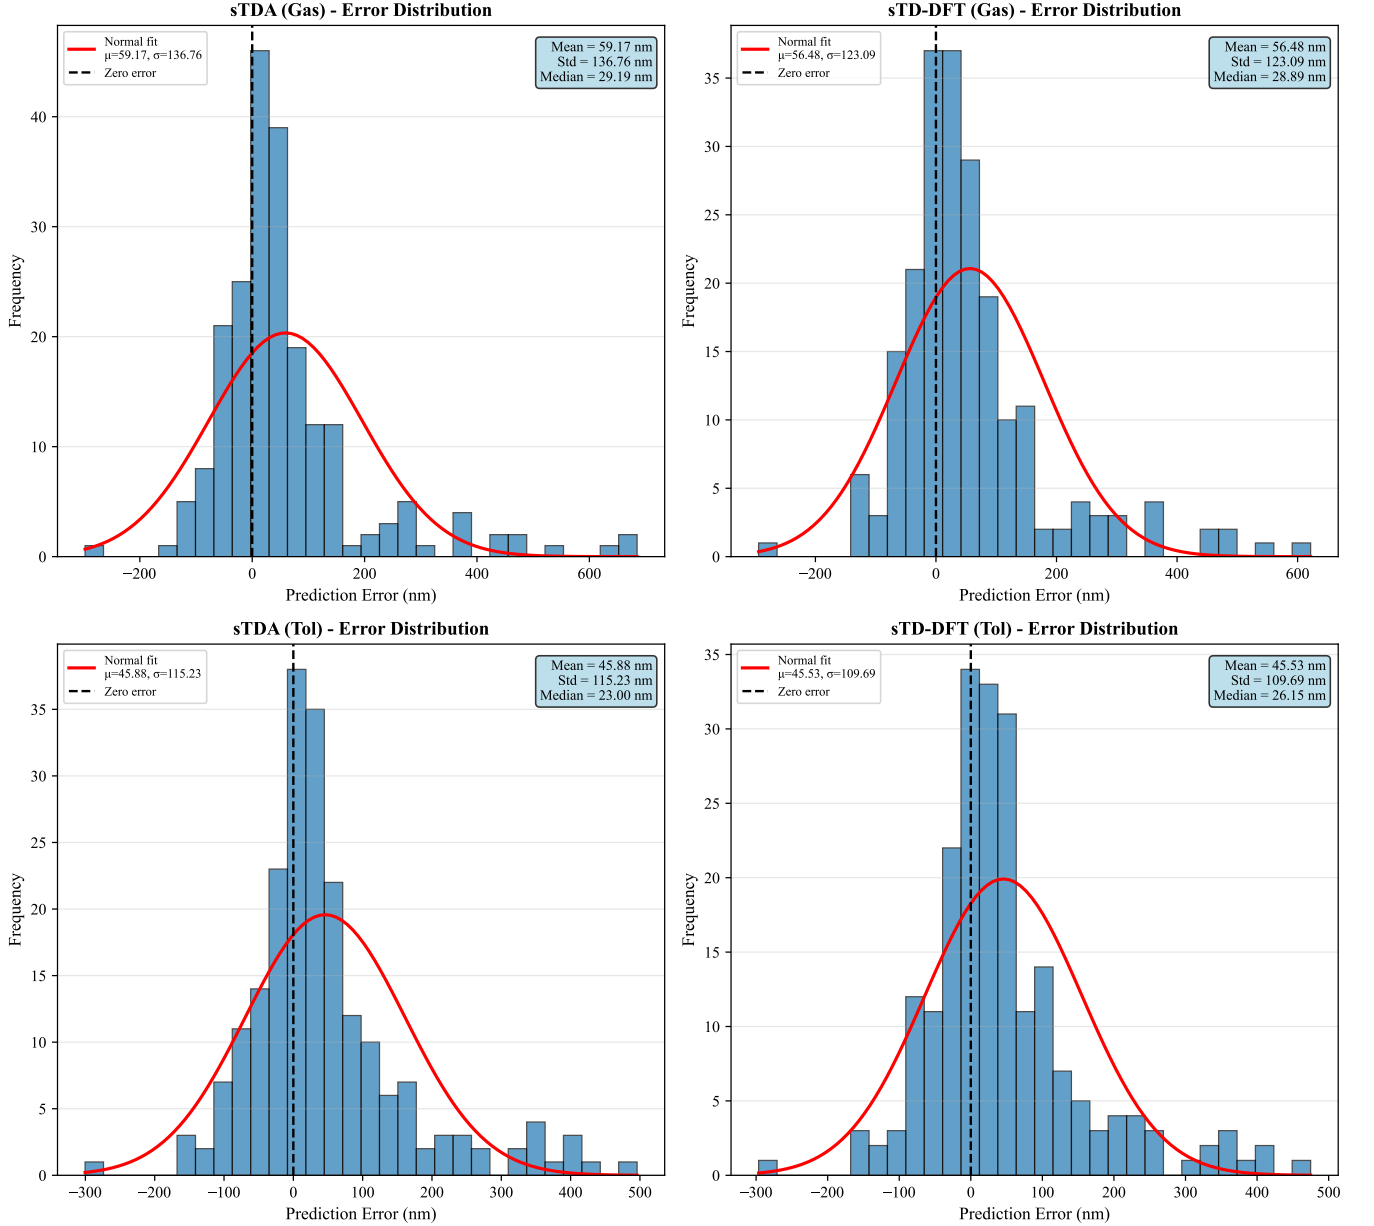 sTDA (Gas) - Error Distribution
Normal fit
μ=59.17, σ=136.76
Zero error
Mean = 59.17 nm
Std = 136.76 nm
Median = 29.19 nm
Frequency
40
30
20
10
0
−200
0
200
400
600
Prediction Error (nm)
sTD-DFT (Gas) - Error Distribution
Normal fit
μ=56.48, σ=123.09
Zero error
Mean = 56.48 nm
Std = 123.09 nm
Median = 28.89 nm
Frequency
35
30
25
20
15
10
5
0
−200
0
200
400
600
Prediction Error (nm)
sTDA (Tol) - Error Distribution
Normal fit
μ=45.88, σ=115.23
Zero error
Mean = 45.88 nm
Std = 115.23 nm
Median = 23.00 nm
Frequency
35
30
25
20
15
10
5
0
−300
−200
−100
0
100
200
300
400
500
Prediction Error (nm)
sTD-DFT (Tol) - Error Distribution
Normal fit
μ=45.53, σ=109.69
Zero error
Mean = 45.53 nm
Std = 109.69 nm
Median = 26.15 nm
Frequency
35
30
25
20
15
10
5
0
−300
−200
−100
0
100
200
300
400
500
Prediction Error (nm)